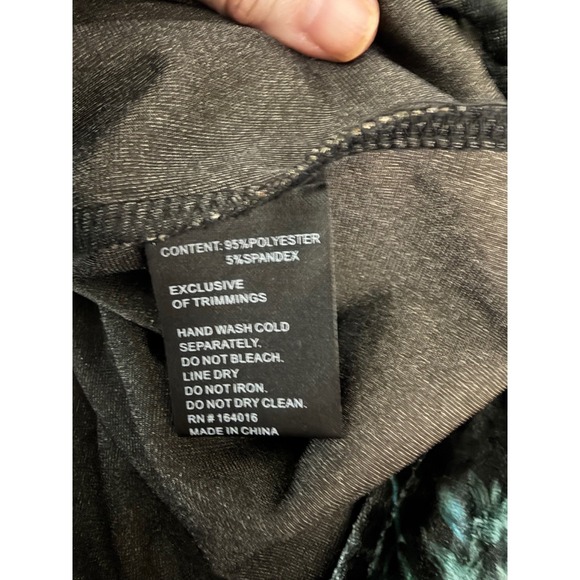 CONTENT: 95%POLYESTER
5%SPANDEX
EXCLUSIVE
OF TRIMMINGS
HAND WASH COLD
SEPARATELY.
DO NOT BLEACH.
LINE DRY
DO NOT IRON.
DO NOT DRY CLEAN.
RN # 164016
MADE IN CHINA